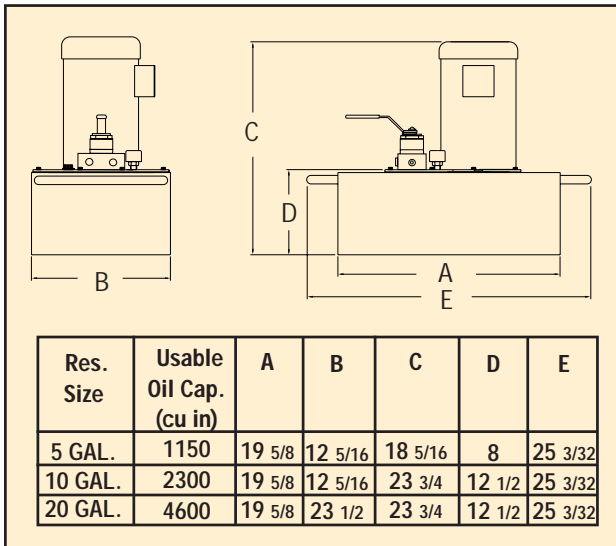 C
D
B
A
E
Res. Size Usable Oil Cap. (cu in) A B C D E
5 GAL. 1150 19 5/8 12 5/16 18 5/16 8 25 3/32
10 GAL. 2300 19 5/8 12 5/16 23 3/4 12 1/2 25 3/32
20 GAL. 4600 19 5/8 23 1/2 23 3/4 12 1/2 25 3/32